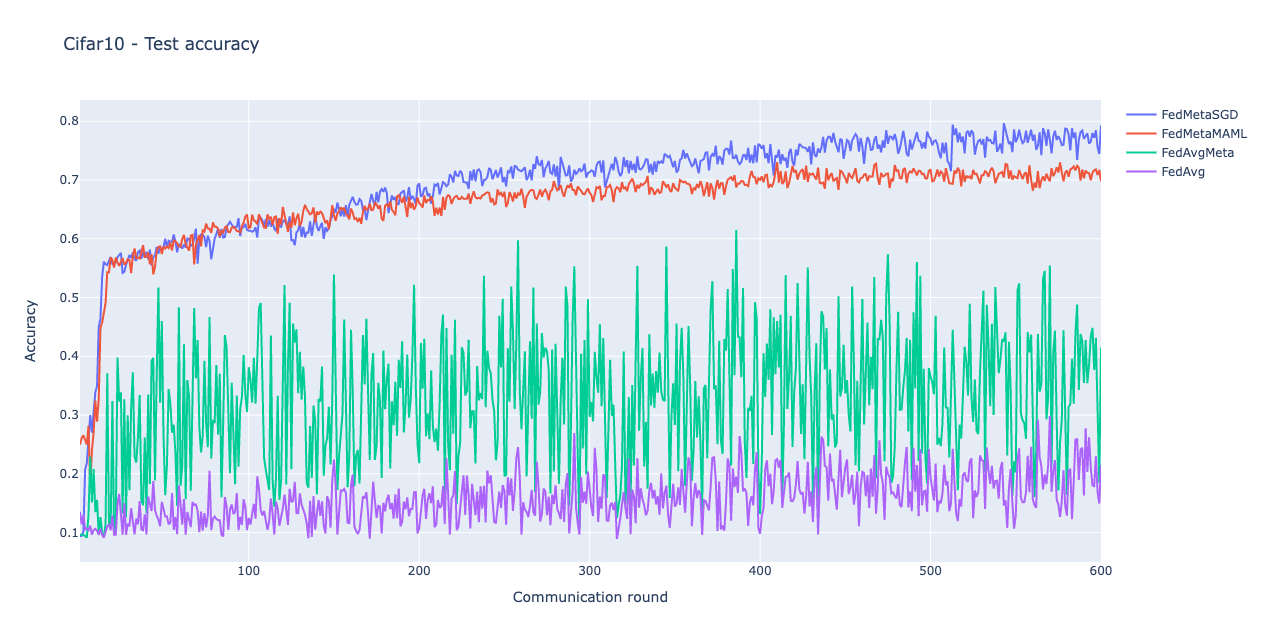 Cifar10 - Test accuracy
FedMetaSGD
FedMetaMAML
FedAvgMeta
FedAvg
Accuracy
0.8
0.7
0.6
0.5
0.4
0.3
0.2
0.1
100
200
300
400
500
600
Communication round